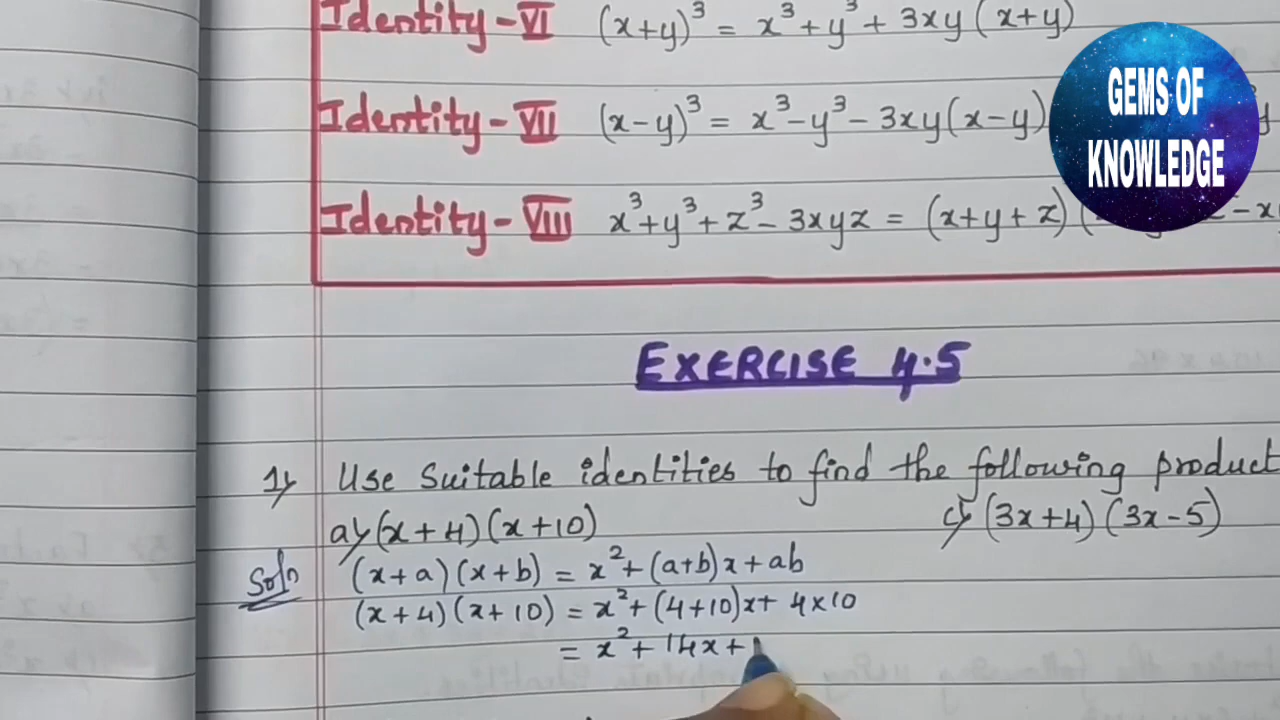 Identity - VI (x+y)³ = x³+y³+3xy(x+y)
Identity - VII (x-y)³ = x³-y³-3xy(x-y)
Identity - VIII x³+y³+z³-3xyz = (x+y+z)(
GEMS OF
KNOWLEDGE
EXERCISE 4.5
1) Use Suitable identities to find the following product
a) (x+4)(x+10) c) (3x+4)(3x-5)
Soln (x+a)(x+b) = x²+(a+b)x+ab
(x+4)(x+10) = x²+(4+10)x+4×10
= x²+14x+